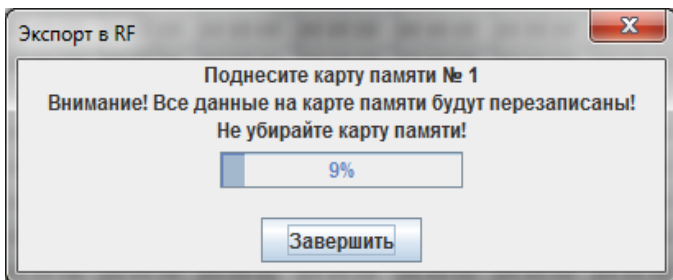 Экспорт в RF
Поднесите карту памяти № 1
Внимание! Все данные на карте памяти будут перезаписаны!
Не убирайте карту памяти!
9%
Завершить